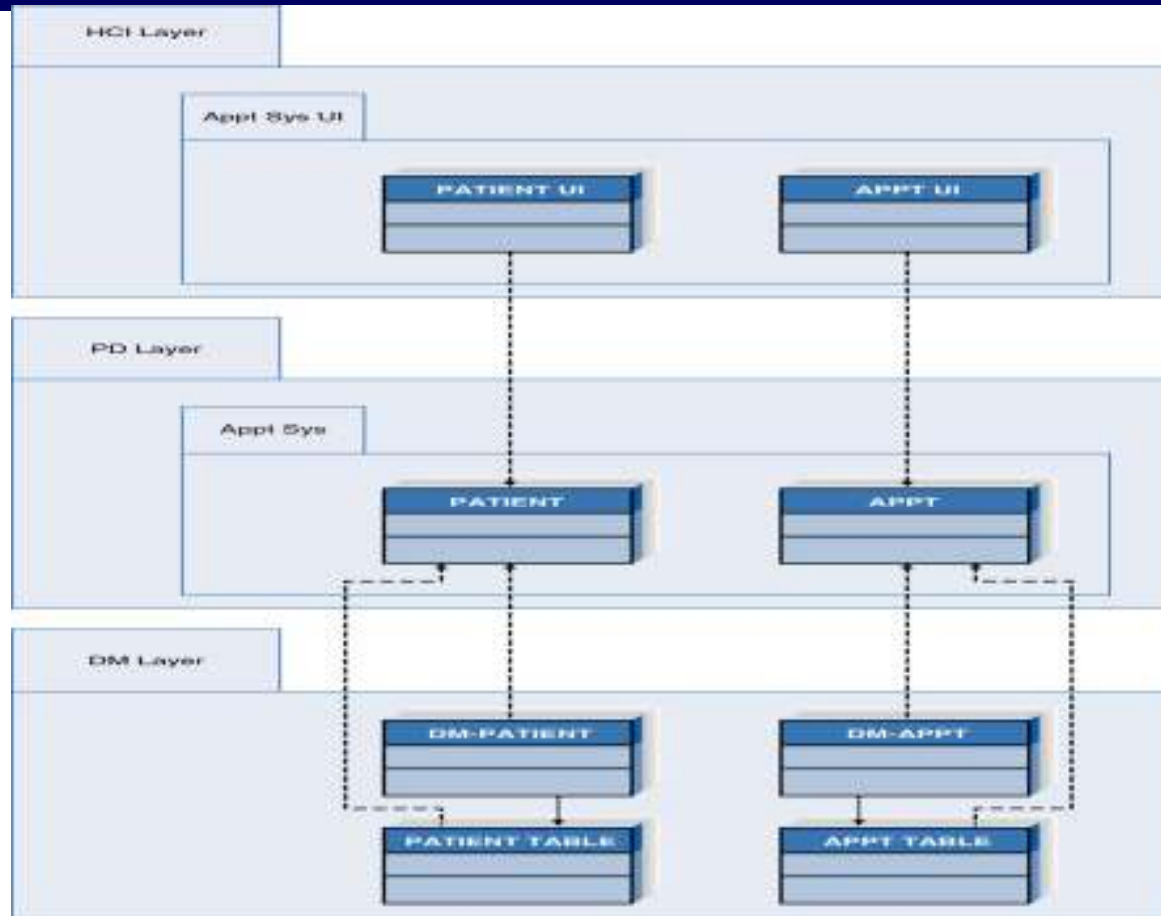 HCI Layer
Appt Sys UI
PATIENT UI
APPT UI
PD Layer
Appt Sys
PATIENT
APPT
DM Layer
DM-PATIENT
DM-APPT
PATIENT TABLE
APPT TABLE